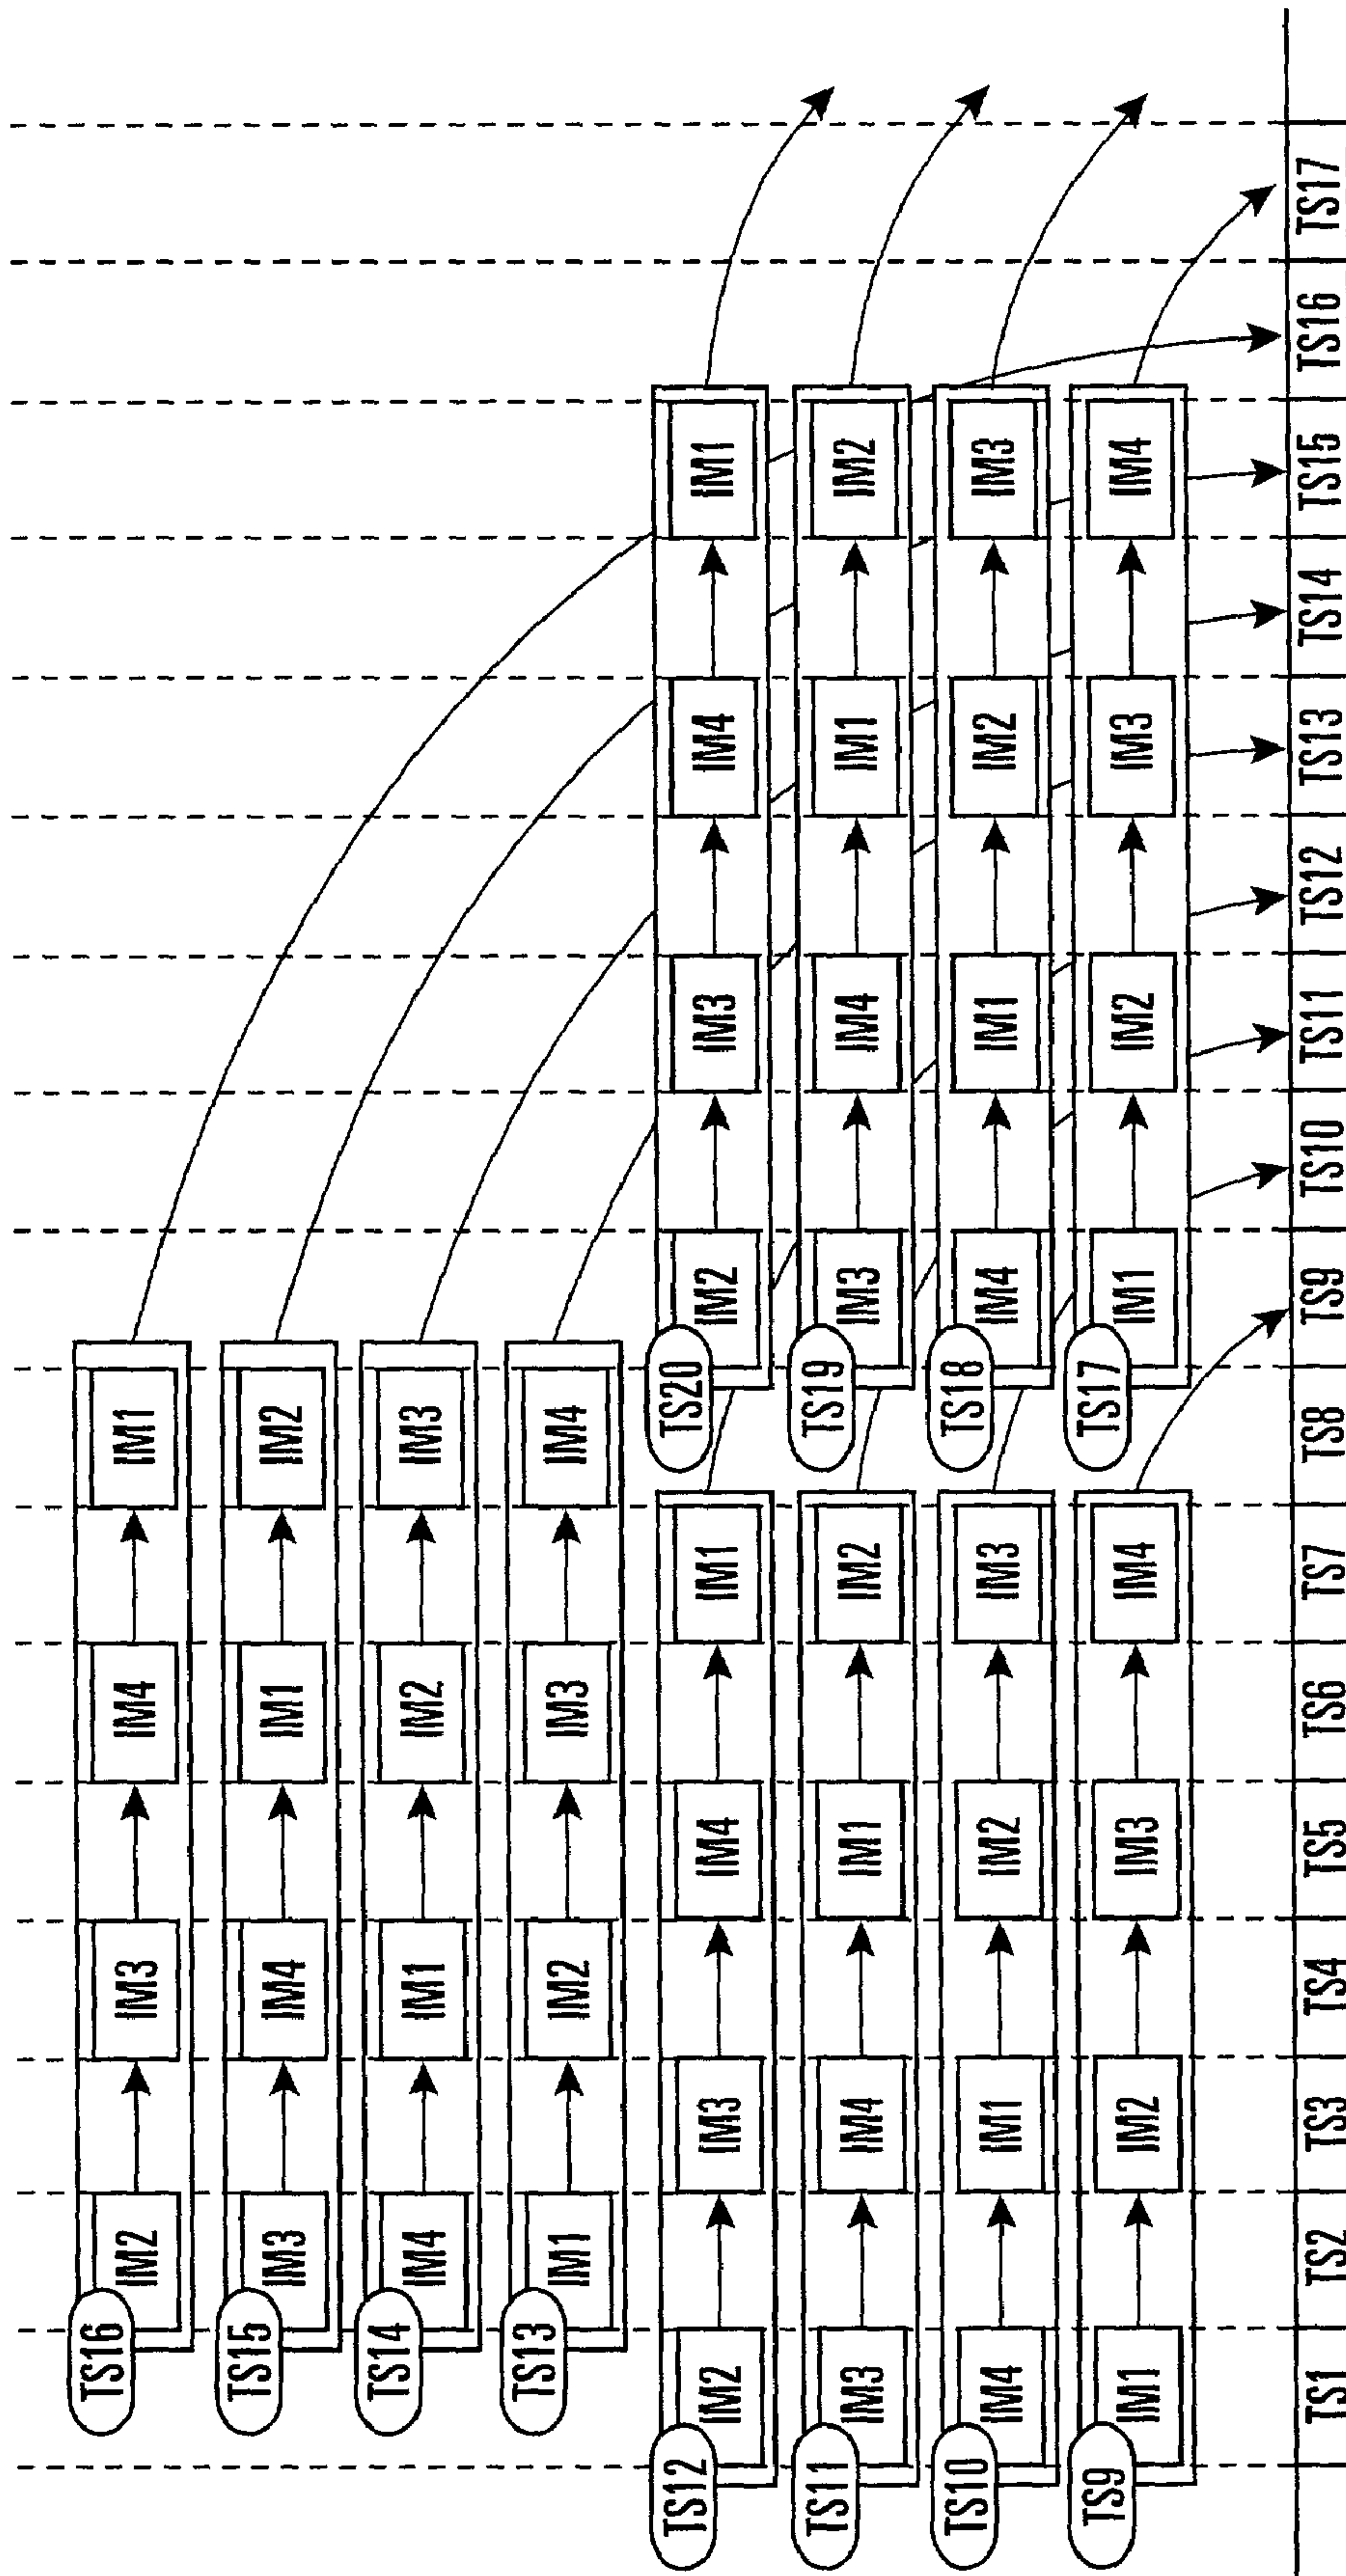 TS16 IM2 IM3 IM4 IM1
TS15 IM3 IM4 IM1 IM2
TS14 IM4 IM1 IM2 IM3
TS13 IM1 IM2 IM3 IM4
TS12 IM2 IM3 IM4 IM1 TS20 IM2 IM3 IM4 IM1
TS11 IM3 IM4 IM1 IM2 TS19 IM3 IM4 IM1 IM2
TS10 IM4 IM1 IM2 IM3 TS18 IM4 IM1 IM2 IM3
TS9 IM1 IM2 IM3 IM4 TS17 IM1 IM2 IM3 IM4
TS1 TS2 TS3 TS4 TS5 TS6 TS7 TS8 TS9 TS10 TS11 TS12 TS13 TS14 TS15 TS16 TS17